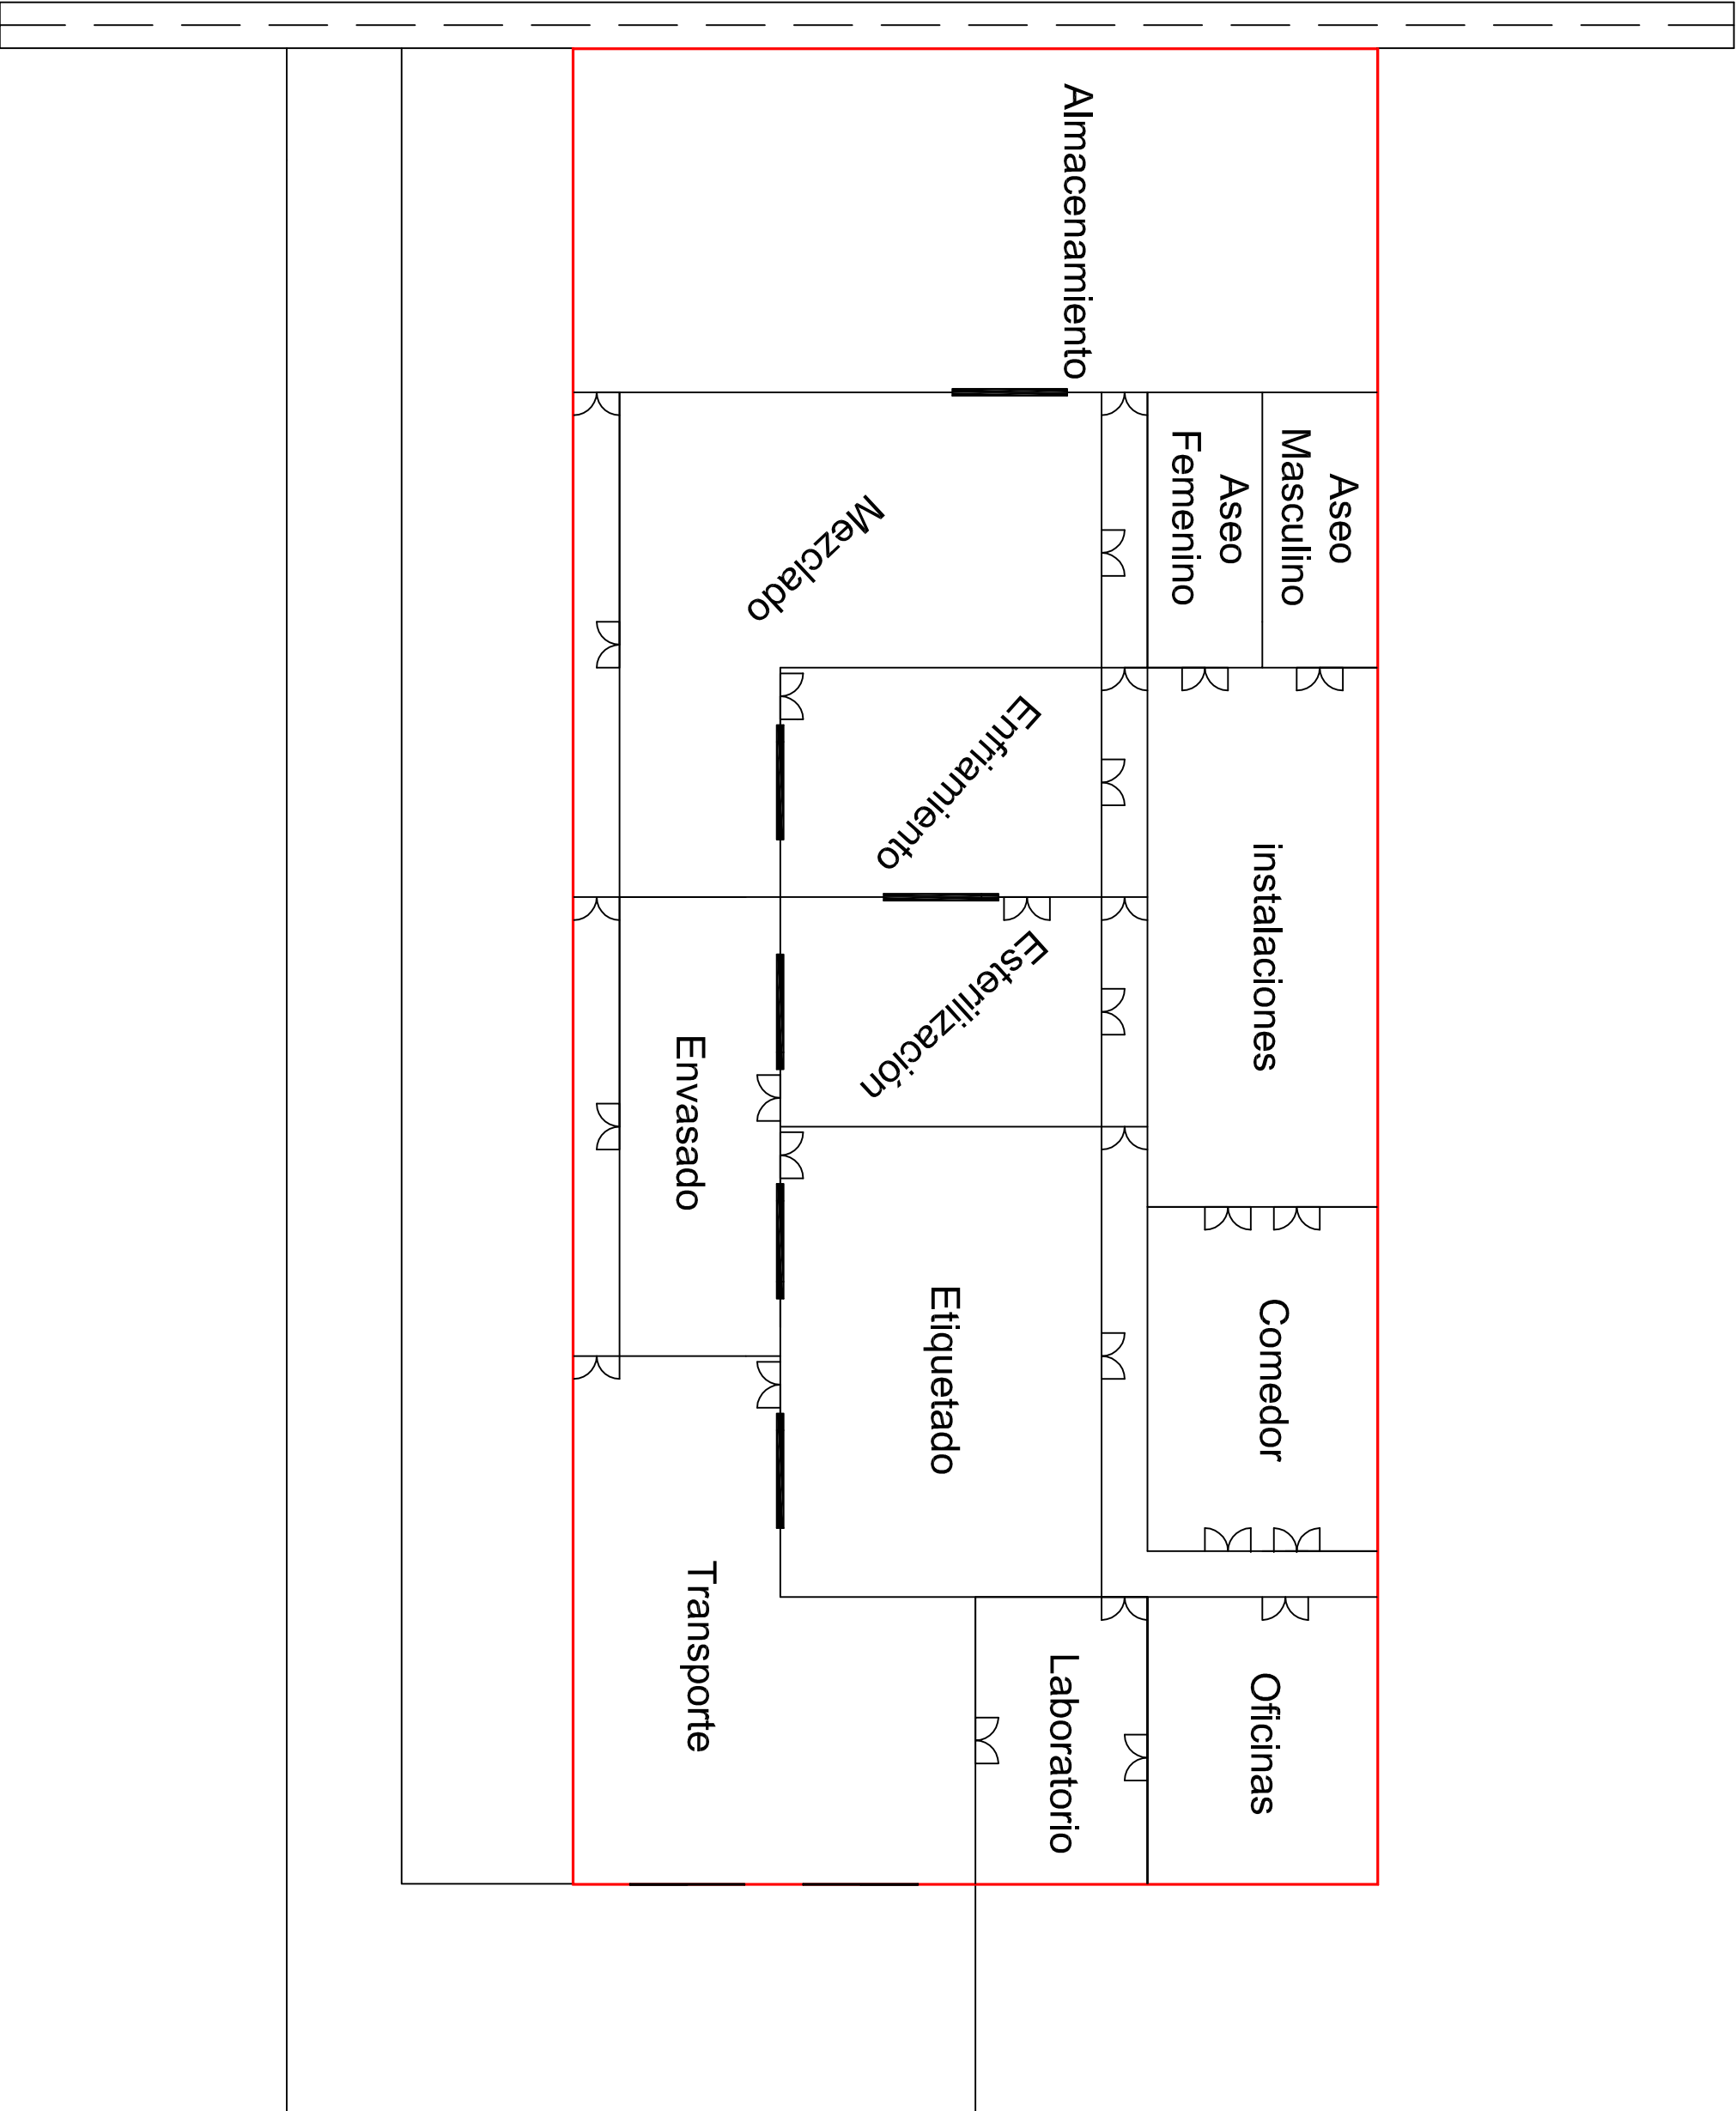 Almacenamiento
Aseo
Masculino
Aseo
Femenino
Mezclado
Enfriamiento
instalaciones
Esterilización
Envasado
Etiquetado
Comedor
Transporte
Laboratorio
Oficinas